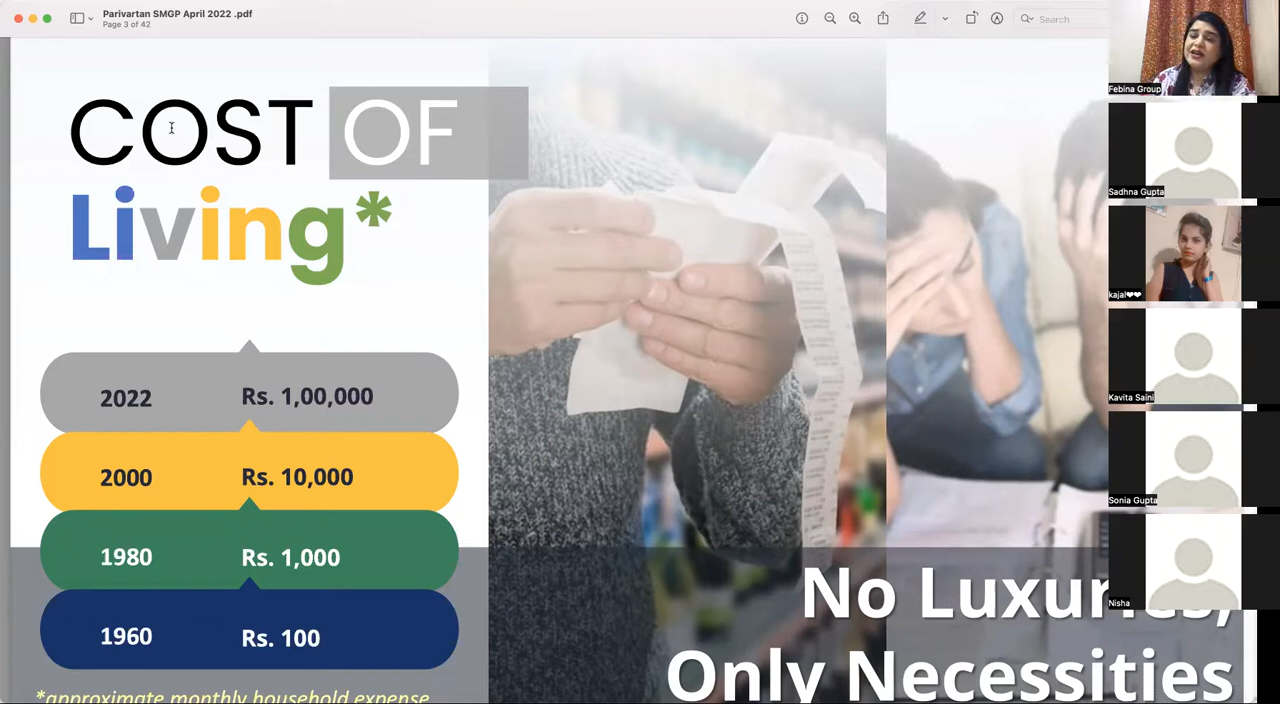 Parivartan SMGP April 2022 .pdf
Page 3 of 42
Search
COST OF
Living*
2022 Rs. 1,00,000
2000 Rs. 10,000
1980 Rs. 1,000
1960 Rs. 100
*approximate monthly household expense
No Luxuries,
Only Necessities
Febina Group
Sadhna Gupta
kajal❤❤
Kavita Saini
Sonia Gupta
Nisha